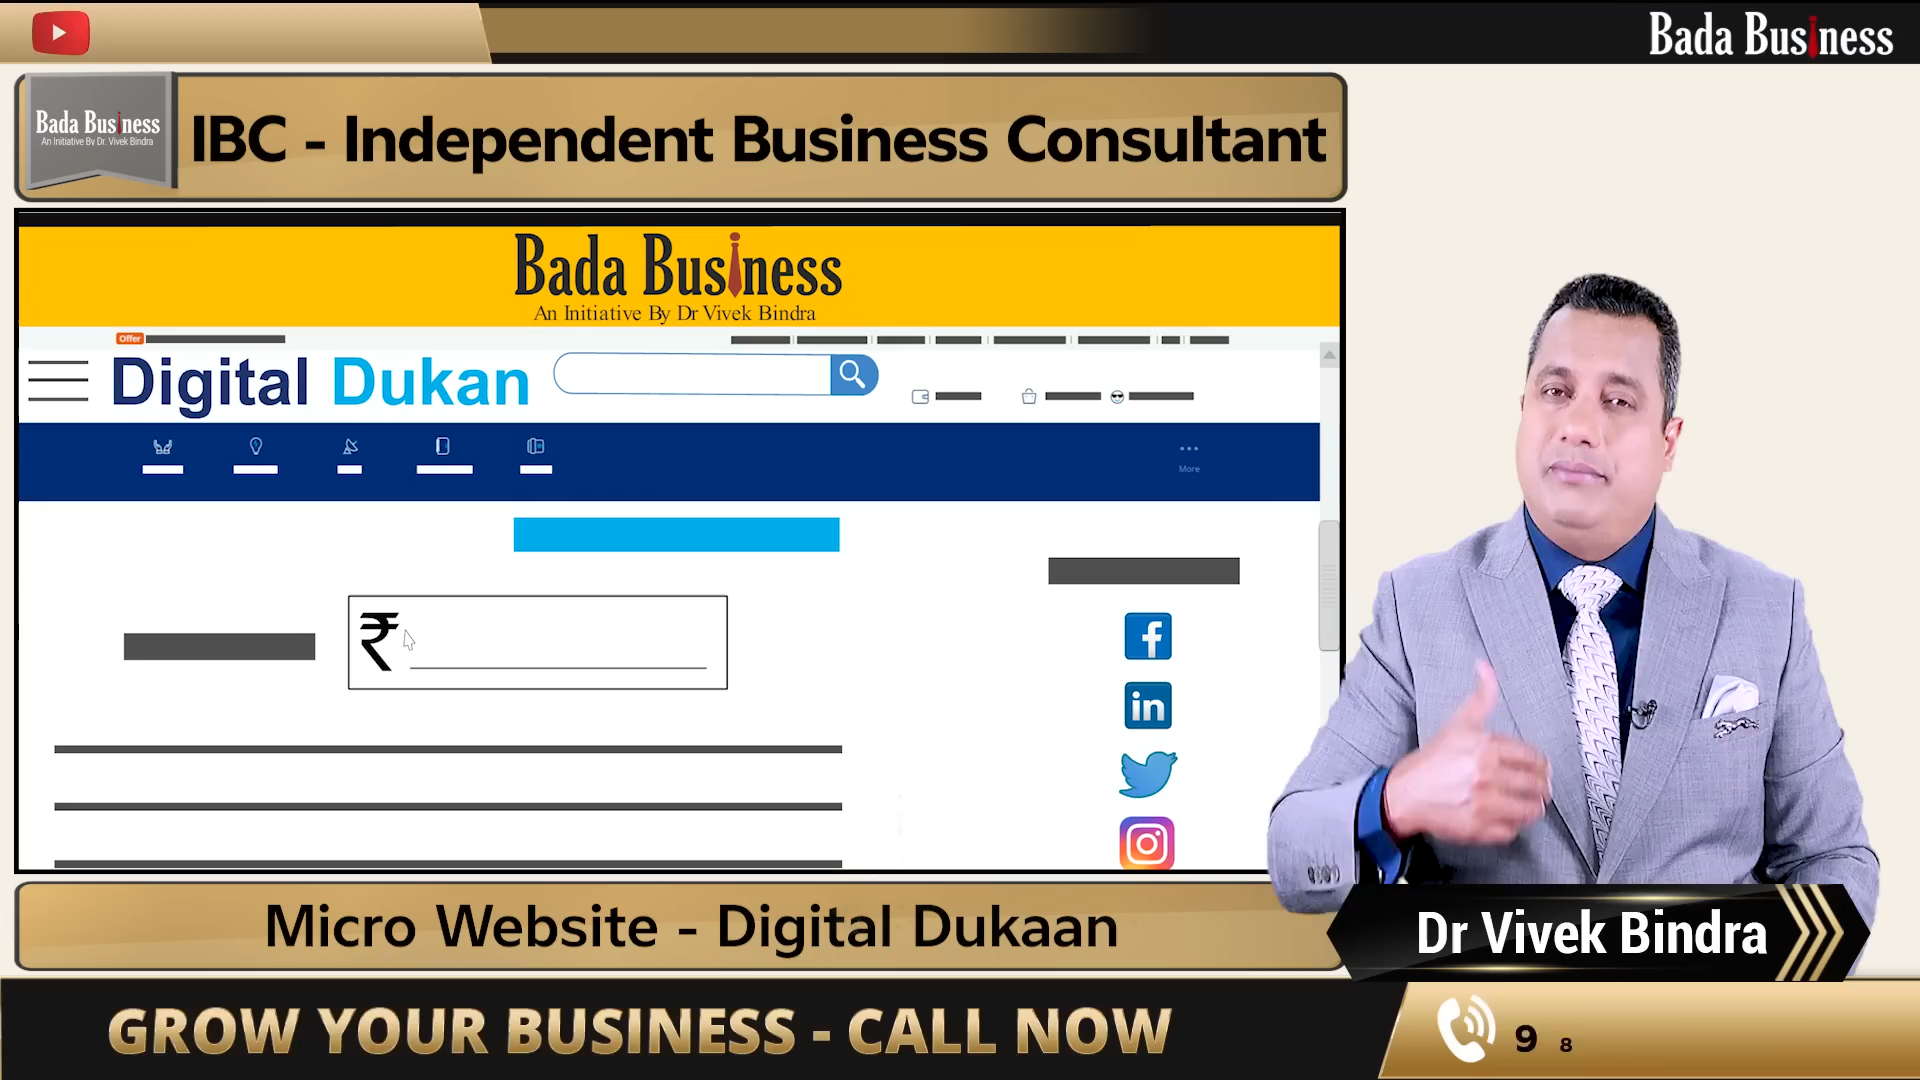 Bada Business
Bada Business
An Initiative By Dr. Vivek Bindra
IBC - Independent Business Consultant
Bada Business
An Initiative By Dr Vivek Bindra
Offer
Digital Dukan
More
₹
f
in
Micro Website - Digital Dukaan
Dr Vivek Bindra
GROW YOUR BUSINESS - CALL NOW
9 8